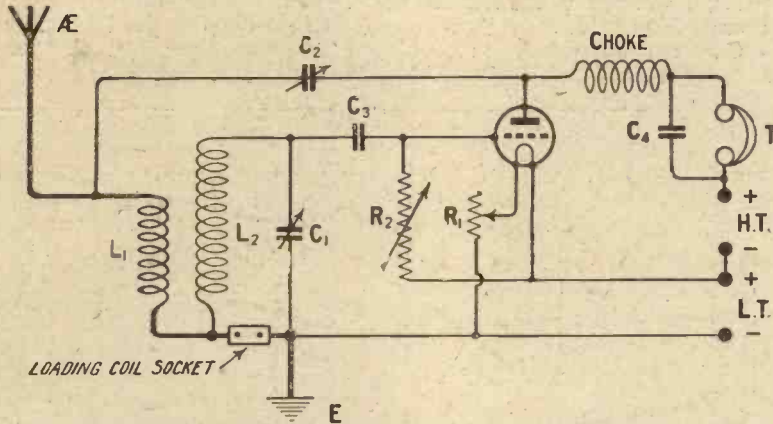 Æ
C2
CHOKE
C3
C4
T
+
H.T.
-
+
L.T.
-
L1
L2
C1
R2
R1
LOADING COIL SOCKET
E